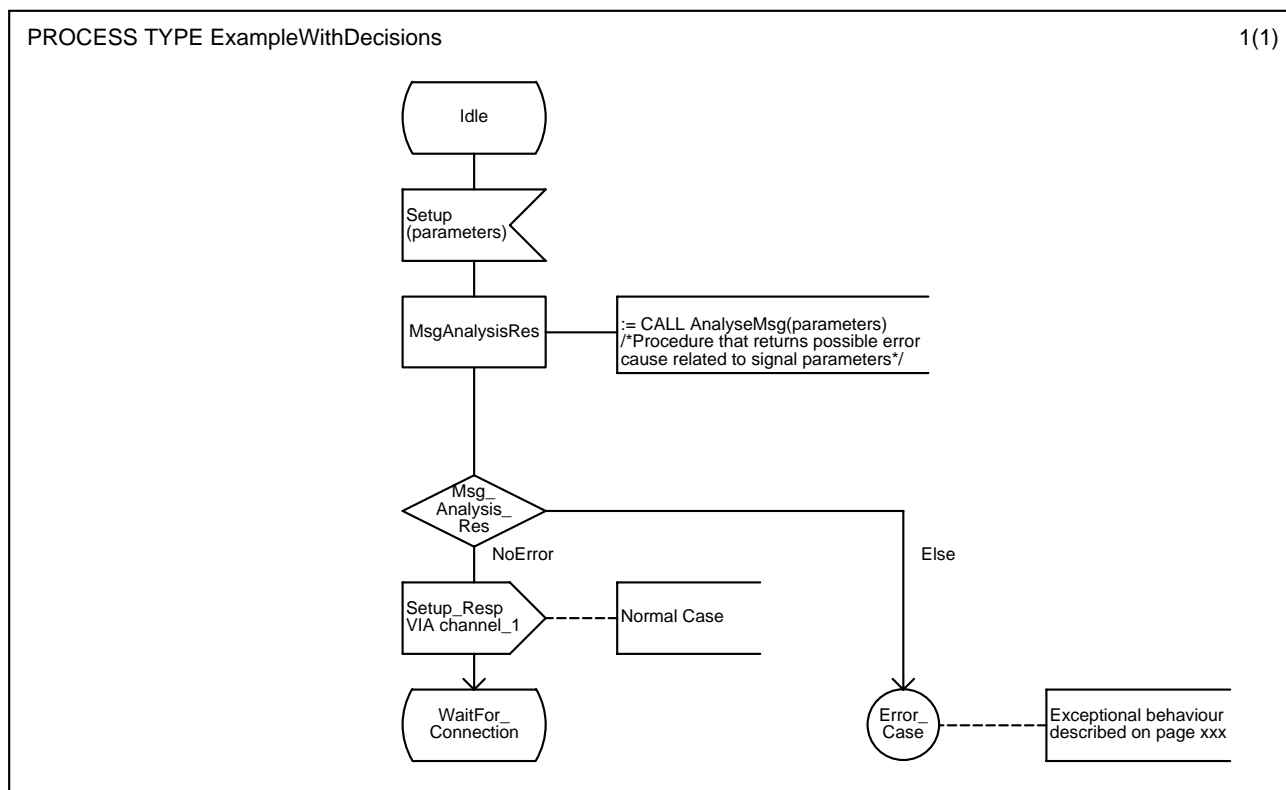 PROCESS TYPE ExampleWithDecisions
1(1)
Idle
Setup
(parameters)
MsgAnalysisRes
:= CALL AnalyseMsg(parameters)
/*Procedure that returns possible error
cause related to signal parameters*/
Msg_
Analysis_
Res
NoError
Else
Setup_Resp
VIA channel_1
Normal Case
WaitFor_
Connection
Error_
Case
Exceptional behaviour
described on page xxx